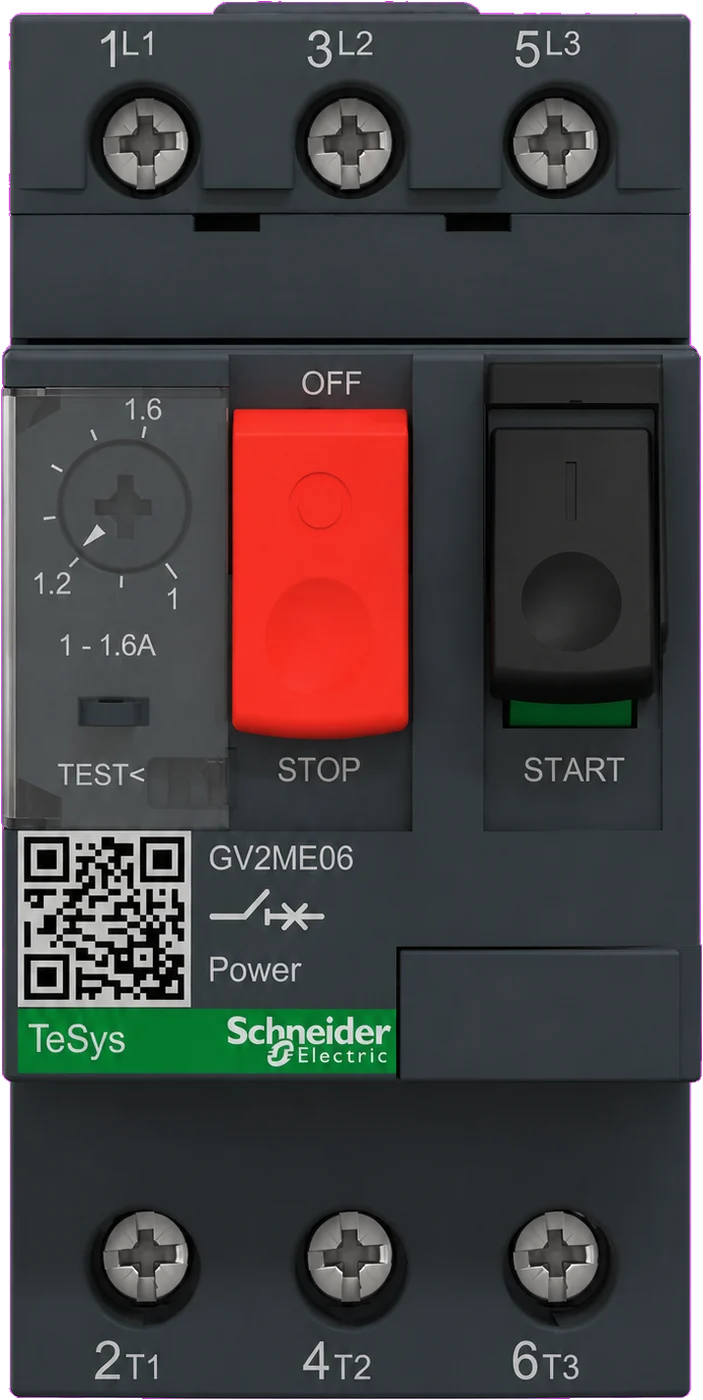 1L1 3L2 5L3
OFF
1.6
1.2
1
1 - 1.6A
TEST<
STOP
START
GV2ME06
Power
TeSys
Schneider
Electric
2T1 4T2 6T3